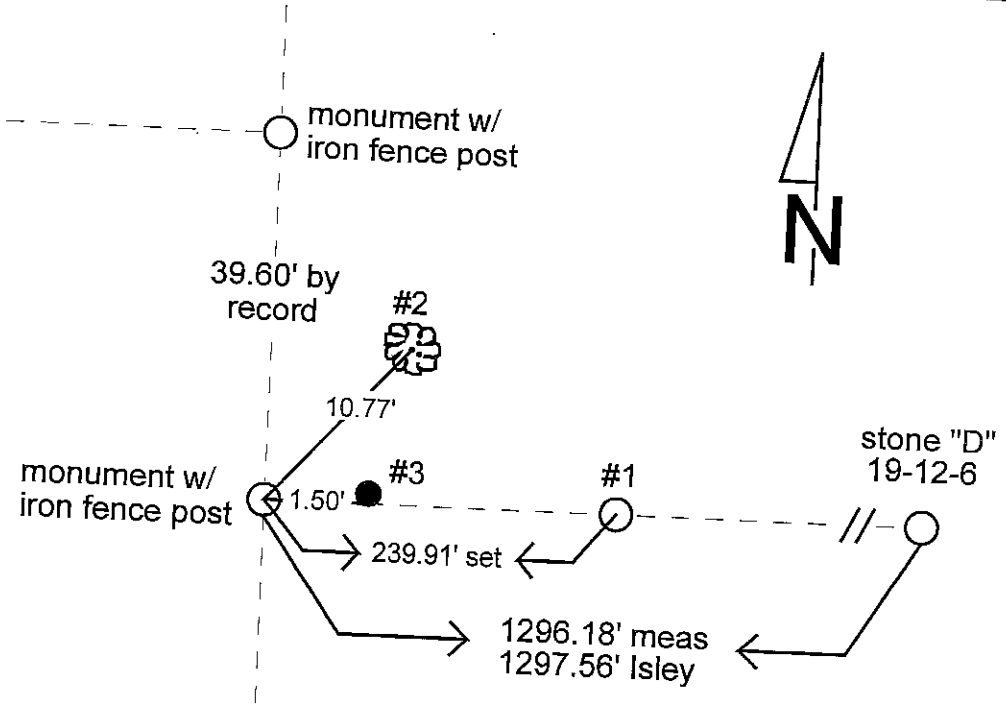 monument w/
iron fence post
N
39.60' by
record
#2
10.77'
stone "D"
19-12-6
monument w/
iron fence post
1.50'
#3
#1
239.91' set
1296.18' meas
1297.56' Isley